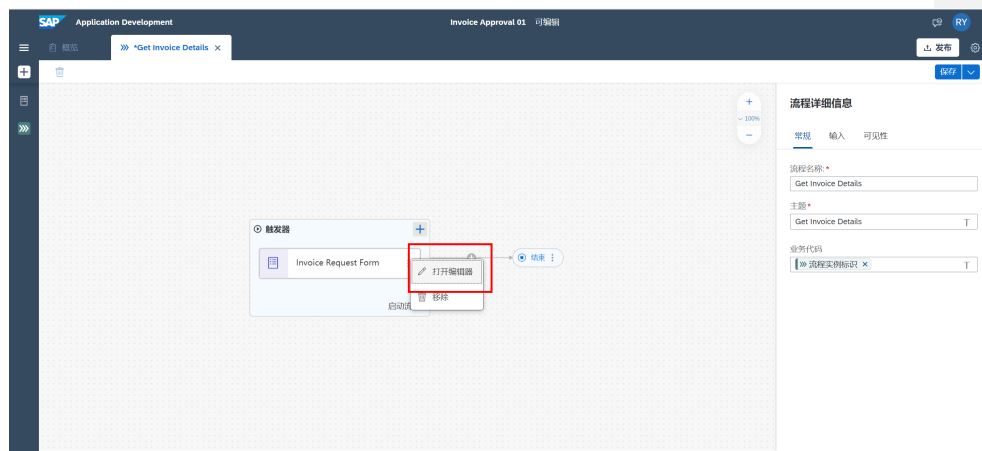 SAP Application Development Invoice Approval 01 可编辑 RY
概览 *Get Invoice Details × 发布
保存
流程详细信息
+
100%
−
常规 输入 可见性
流程名称: *
Get Invoice Details
主题 *
Get Invoice Details T
业务代码
流程实例标识 × T
触发器 +
Invoice Request Form
结束
打开编辑器
移除
启动流